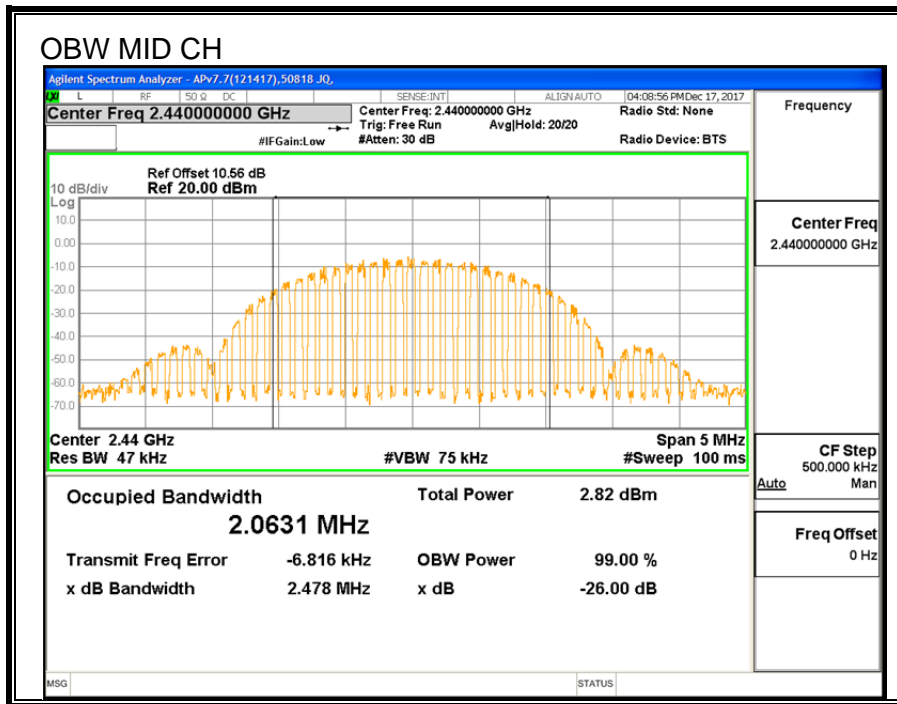 OBW MID CH
Agilent Spectrum Analyzer - APv7.7(121417),50818 JQ,
L RF 50 Ω DC SENSE:INT ALIGNAUTO 04:08:56 PM Dec 17, 2017
Center Freq 2.440000000 GHz
Center Freq: 2.440000000 GHz
Radio Std: None
Trig: Free Run Avg|Hold: 20/20
#IFGain:Low #Atten: 30 dB Radio Device: BTS
Ref Offset 10.56 dB
10 dB/div Ref 20.00 dBm
Log
10.0
0.00
-10.0
-20.0
-30.0
-40.0
-50.0
-60.0
-70.0
Center 2.44 GHz Span 5 MHz
Res BW 47 kHz #VBW 75 kHz #Sweep 100 ms
Occupied Bandwidth Total Power 2.82 dBm
2.0631 MHz
Transmit Freq Error -6.816 kHz OBW Power 99.00 %
x dB Bandwidth 2.478 MHz x dB -26.00 dB
MSG STATUS
Frequency
Center Freq
2.440000000 GHz
CF Step
500.000 kHz
Auto Man
Freq Offset
0 Hz